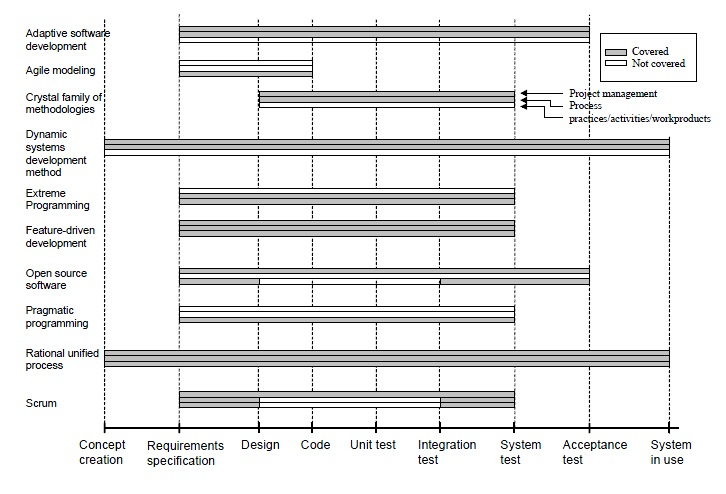 Adaptive software
development
Covered
Not covered
Agile modeling
Crystal family of
methodologies
Project management
Process
practices/activities/workproducts
Dynamic
systems
development
method
Extreme
Programming
Feature-driven
development
Open source
software
Pragmatic
programming
Rational unified
process
Scrum
Concept
creation
Requirements
specification
Design
Code
Unit test
Integration
test
System
test
Acceptance
test
System
in use